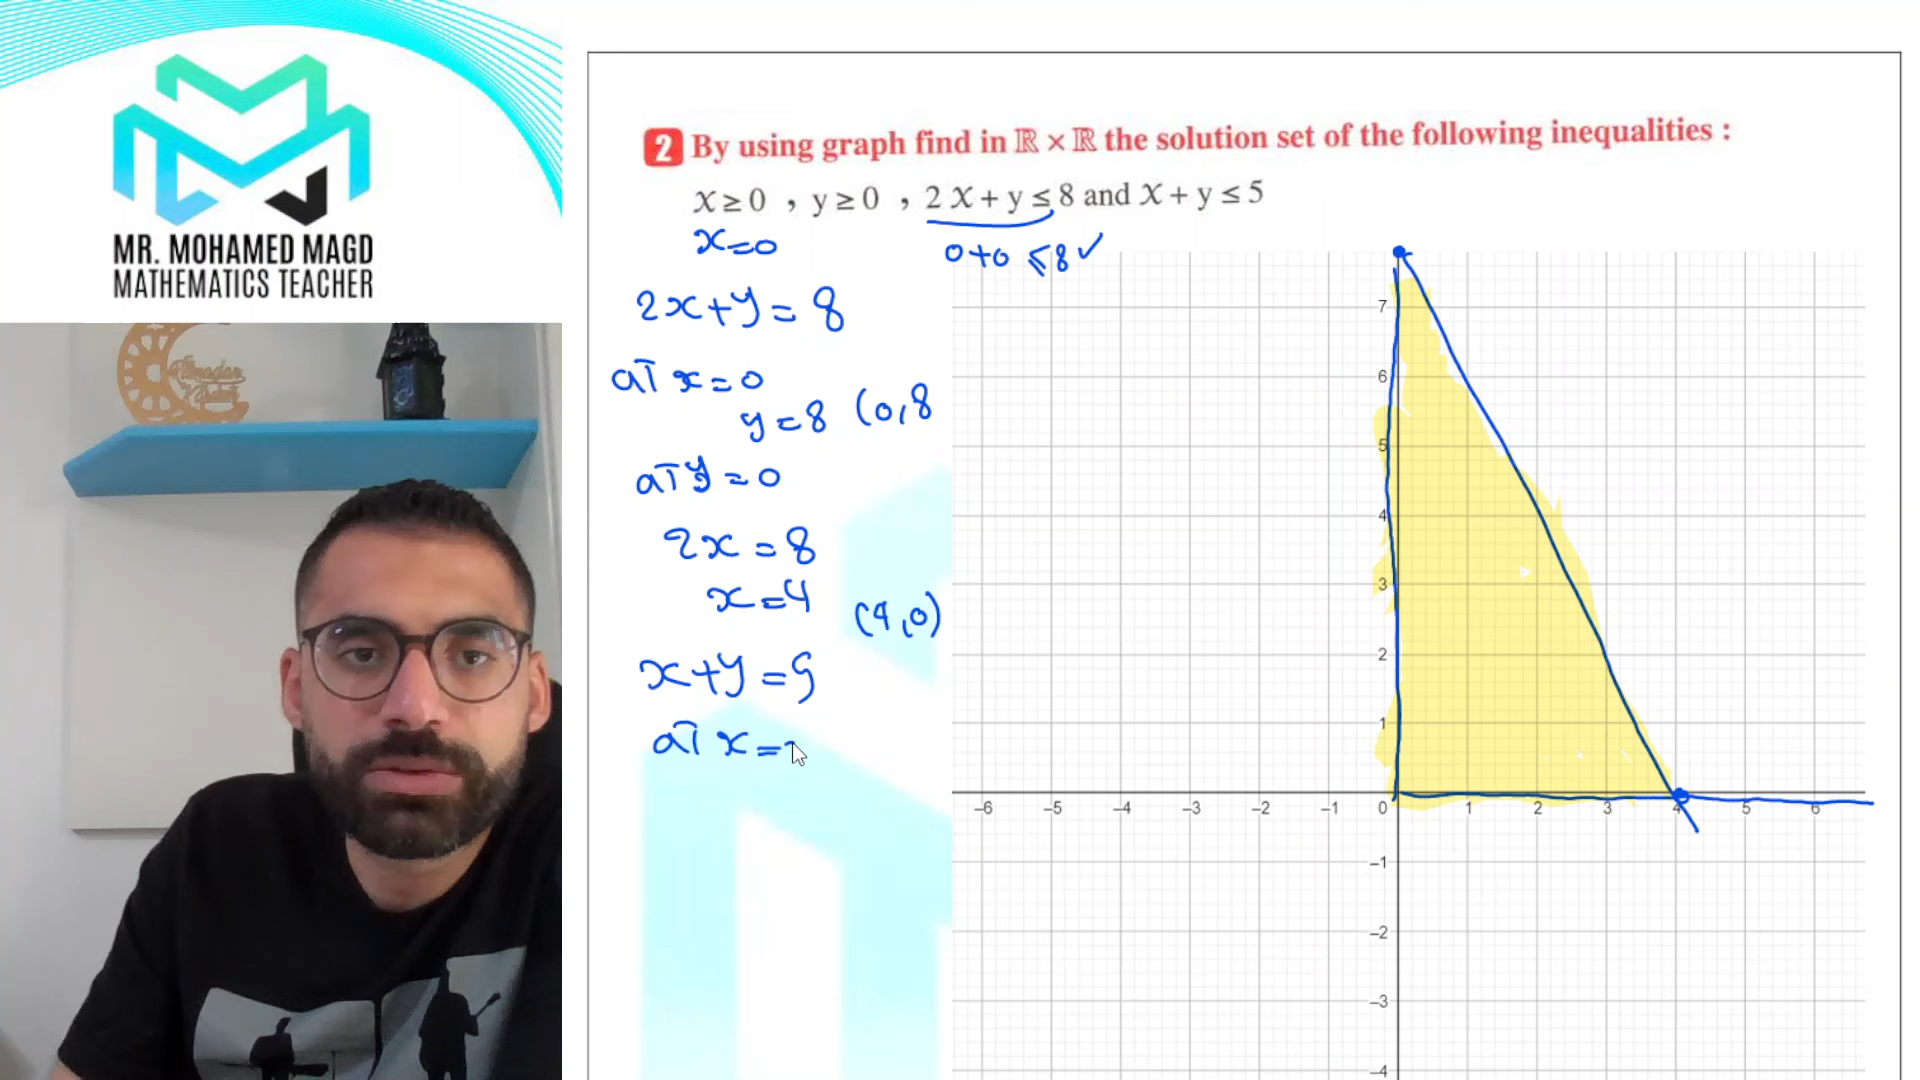 MR. MOHAMED MAGD
MATHEMATICS TEACHER
Ramadan
2 By using graph find in ℝ × ℝ the solution set of the following inequalities :
X ≥ 0 , y ≥ 0 , 2 X + y ≤ 8 and X + y ≤ 5
x=0
0+0 ≤8 ✓
2x+y=8
at x=0
y=8 (0,8
at y=0
2x=8
x=4
(4,0)
x+y=5
at x=
7
6
5
4
3
2
1
-6 -5 -4 -3 -2 -1 0 1 2 3 4 5 6
-1
-2
-3
-4